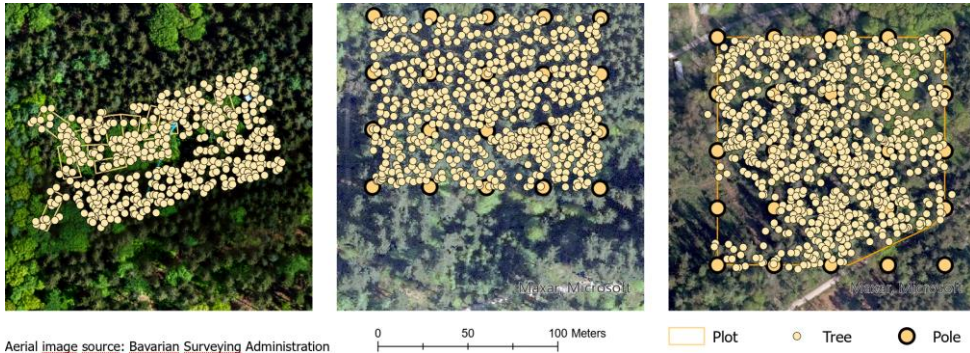 Maxar, Microsoft
Maxar, Microsoft
Aerial image source: Bavarian Surveying Administration
0 50 100 Meters
Plot Tree Pole